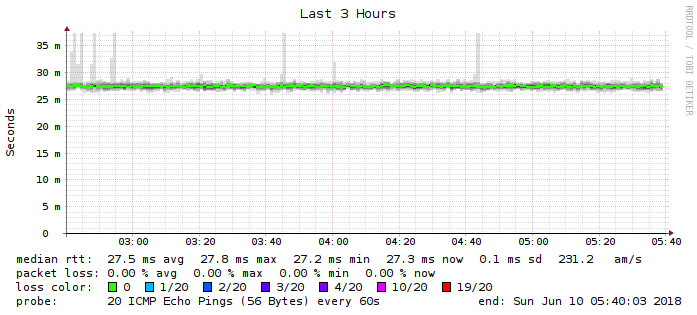 Last 3 Hours
RRDTOOL / TOBI OETIKER
Seconds
35 m
30 m
25 m
20 m
15 m
10 m
5 m
0
03:00 03:20 03:40 04:00 04:20 04:40 05:00 05:20 05:40
median rtt: 27.5 ms avg 27.8 ms max 27.2 ms min 27.3 ms now 0.1 ms sd 231.2 am/s
packet loss: 0.00 % avg 0.00 % max 0.00 % min 0.00 % now
loss color: 0 1/20 2/20 3/20 4/20 10/20 19/20
probe: 20 ICMP Echo Pings (56 Bytes) every 60s end: Sun Jun 10 05:40:03 2018